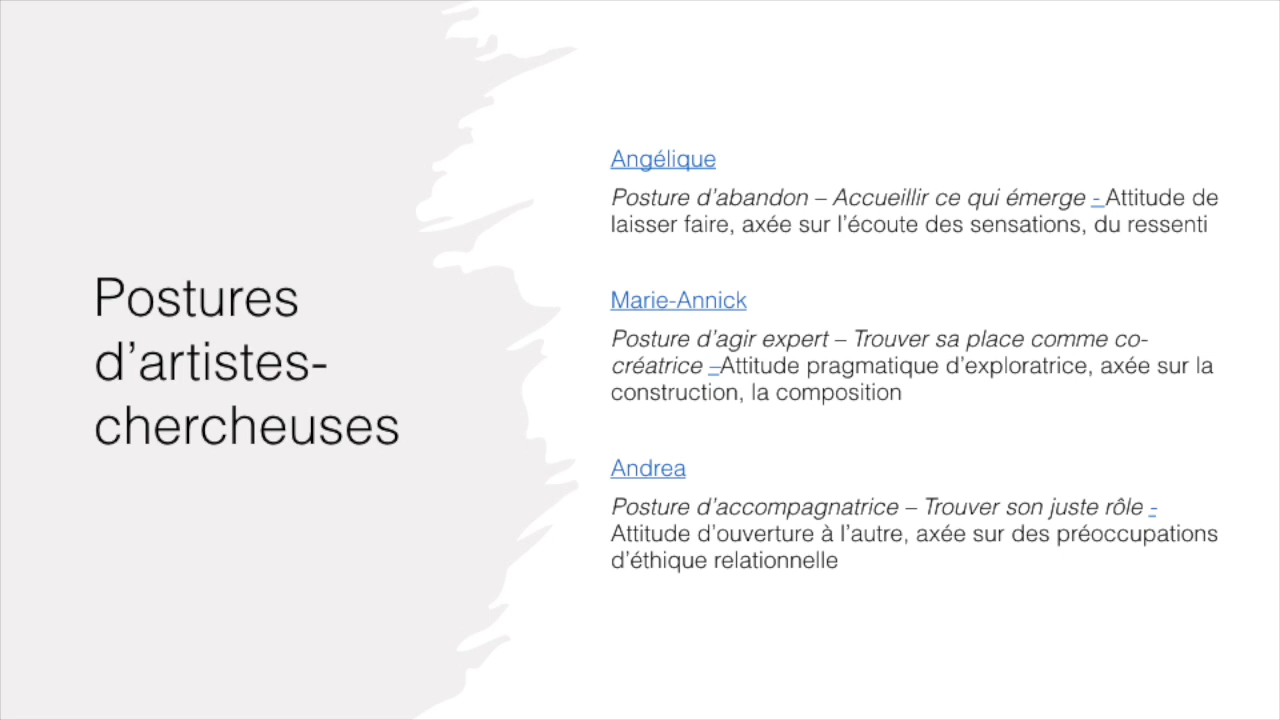 Postures
d’artistes-
chercheuses
Angélique
Posture d’abandon – Accueillir ce qui émerge - Attitude de
laisser faire, axée sur l’écoute des sensations, du ressenti
Marie-Annick
Posture d’agir expert – Trouver sa place comme co-
créatrice –Attitude pragmatique d’exploratrice, axée sur la
construction, la composition
Andrea
Posture d’accompagnatrice – Trouver son juste rôle -
Attitude d’ouverture à l’autre, axée sur des préoccupations
d’éthique relationnelle